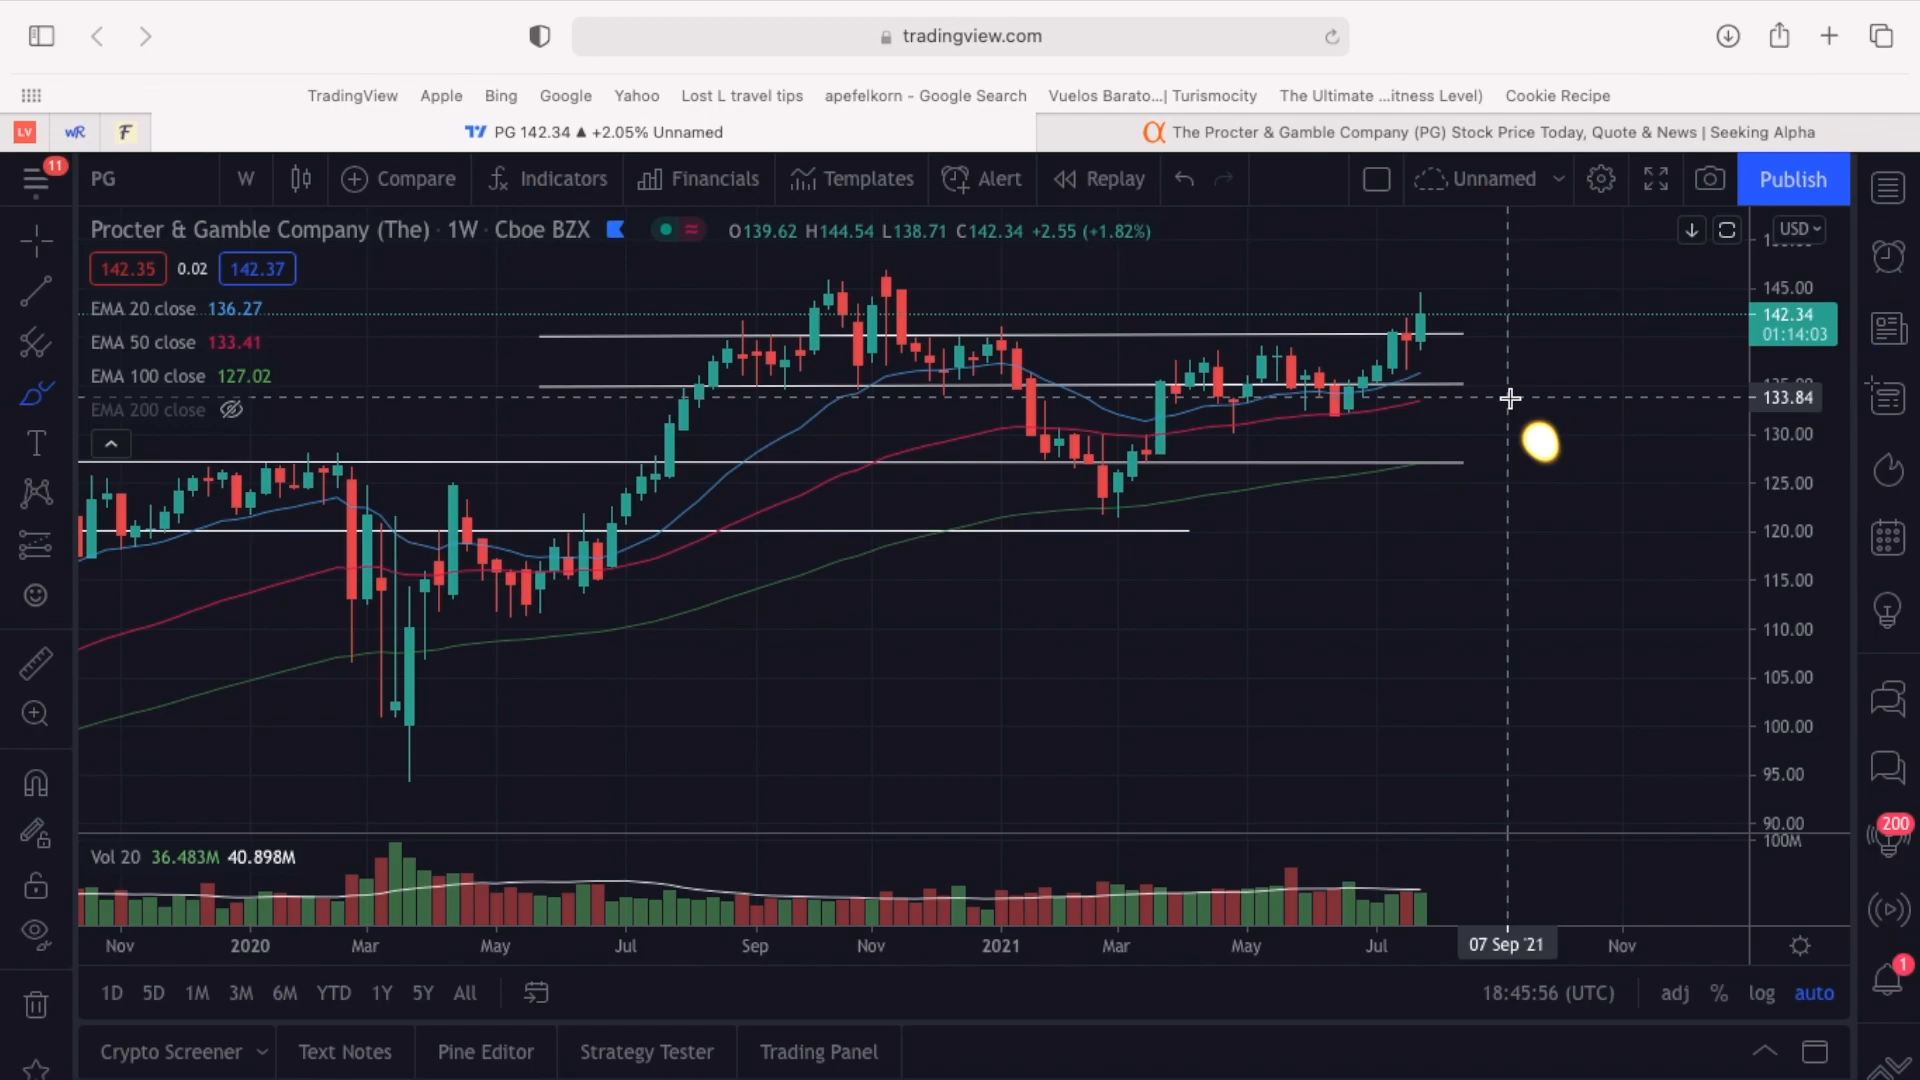 tradingview.com
TradingView Apple Bing Google Yahoo Lost L travel tips apefelkorn - Google Search Vuelos Barato...| Turismocity The Ultimate ...itness Level) Cookie Recipe
LV wR F PG 142.34 ▲ +2.05% Unnamed The Procter & Gamble Company (PG) Stock Price Today, Quote & News | Seeking Alpha
11 PG W Compare Indicators Financials Templates Alert Replay Unnamed Publish
Procter & Gamble Company (The) · 1W · Cboe BZX O139.62 H144.54 L138.71 C142.34 +2.55 (+1.82%) USD
142.35 0.02 142.37
145.00
EMA 20 close 136.27
142.34
01:14:03
EMA 50 close 133.41
EMA 100 close 127.02
133.84
EMA 200 close
130.00
125.00
120.00
115.00
110.00
105.00
100.00
95.00
90.00
100M
200
Vol 20 36.483M 40.898M
Nov 2020 Mar May Jul Sep Nov 2021 Mar May Jul 07 Sep '21 Nov
1
1D 5D 1M 3M 6M YTD 1Y 5Y All 18:45:56 (UTC) adj % log auto
Crypto Screener Text Notes Pine Editor Strategy Tester Trading Panel